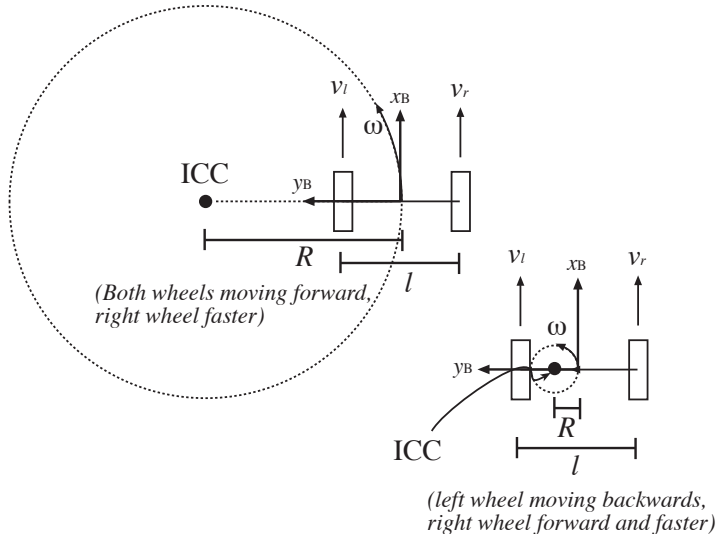 v_l
x_B
v_r
ω
ICC
y_B
R
l
(Both wheels moving forward,
right wheel faster)
v_l
x_B
v_r
ω
y_B
R
ICC
l
(left wheel moving backwards,
right wheel forward and faster)